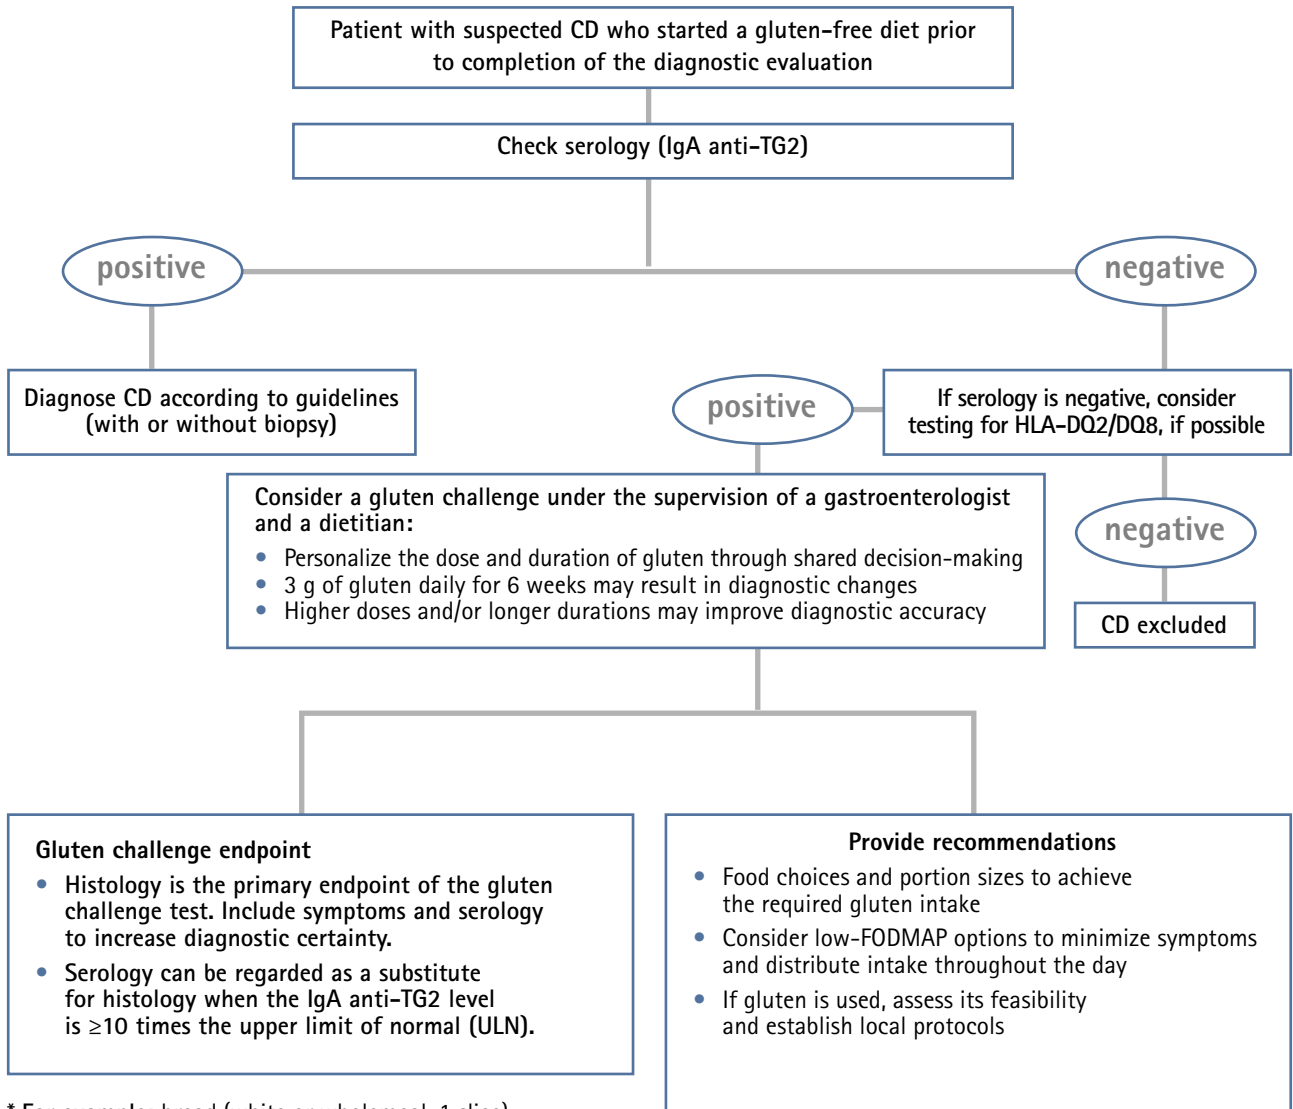 Patient with suspected CD who started a gluten-free diet prior
to completion of the diagnostic evaluation
Check serology (IgA anti-TG2)
positive
negative
Diagnose CD according to guidelines
(with or without biopsy)
positive
If serology is negative, consider
testing for HLA-DQ2/DQ8, if possible
Consider a gluten challenge under the supervision of a gastroenterologist
and a dietitian:
• Personalize the dose and duration of gluten through shared decision-making
• 3 g of gluten daily for 6 weeks may result in diagnostic changes
• Higher doses and/or longer durations may improve diagnostic accuracy
negative
CD excluded
Gluten challenge endpoint
• Histology is the primary endpoint of the gluten
challenge test. Include symptoms and serology
to increase diagnostic certainty.
• Serology can be regarded as a substitute
for histology when the IgA anti-TG2 level
is ≥10 times the upper limit of normal (ULN).
Provide recommendations
• Food choices and portion sizes to achieve
the required gluten intake
• Consider low-FODMAP options to minimize symptoms
and distribute intake throughout the day
• If gluten is used, assess its feasibility
and establish local protocols
* For example: bread (white or wholemeal, 1 slice)